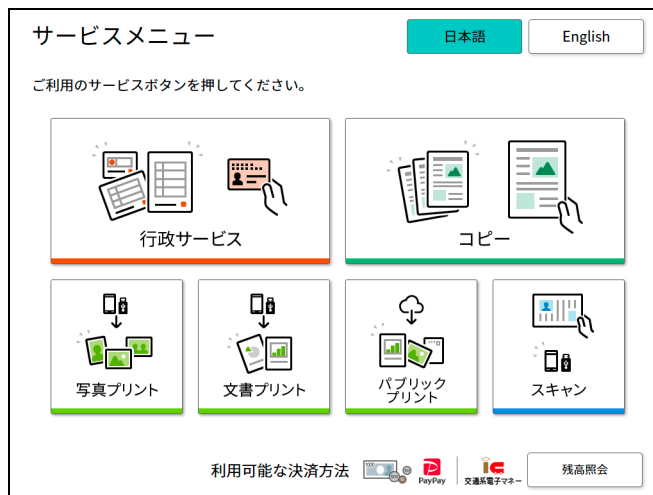 サービスメニュー
日本語
English
ご利用のサービスボタンを押してください。
行政サービス
コピー
写真プリント
文書プリント
パブリック
プリント
スキャン
利用可能な決済方法
1000
PayPay
交通系電子マネー
残高照会